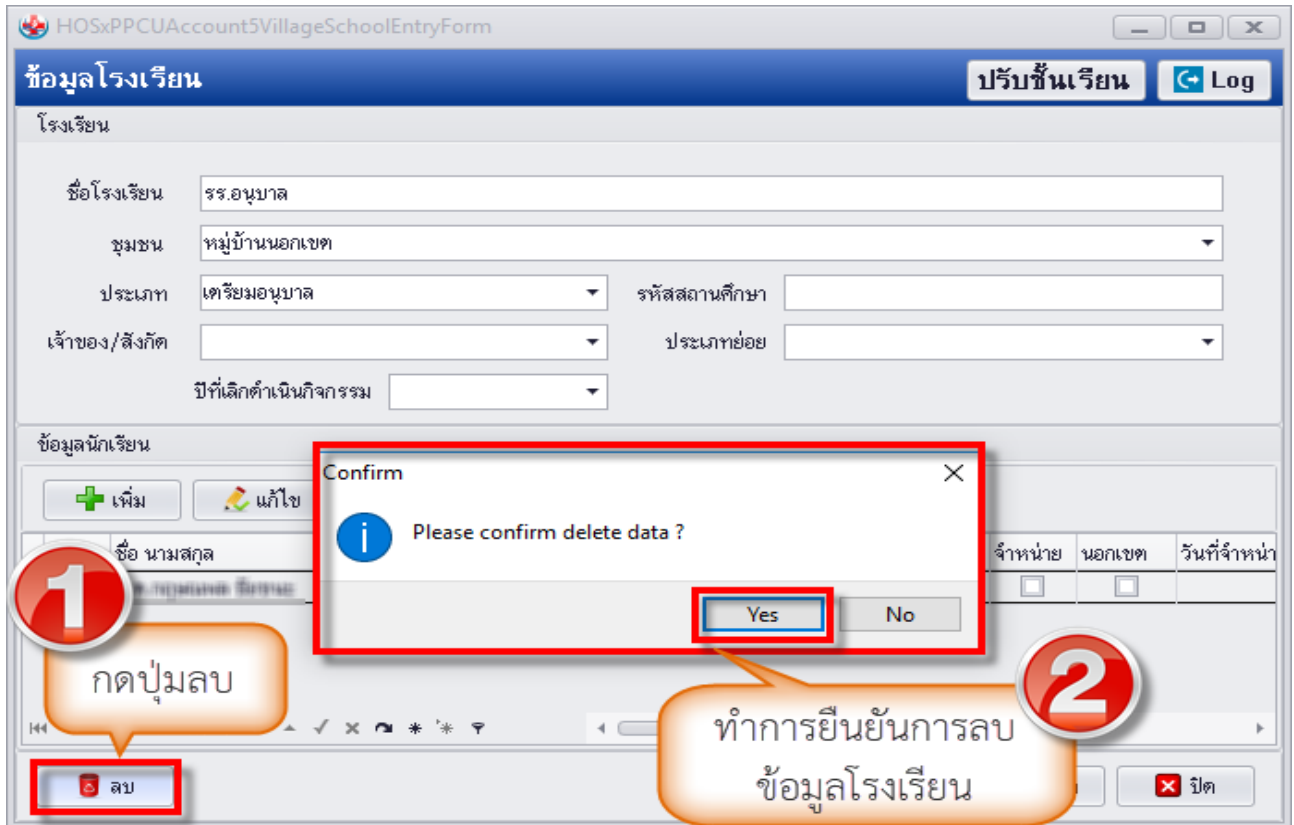 HOSxPPCUAccount5VillageSchoolEntryForm
ข้อมูลโรงเรียน ปรับชั้นเรียน Log
โรงเรียน
ชื่อโรงเรียน รร.อนุบาล
ชุมชน หมู่บ้านนอกเขต
ประเภท เตรียมอนุบาล รหัสสถานศึกษา
เจ้าของ/สังกัด ประเภทย่อย
ปีที่เลิกดำเนินกิจกรรม
ข้อมูลนักเรียน
Confirm
เพิ่ม แก้ไข
Please confirm delete data ?
ชื่อ นามสกุล จำหน่าย นอกเขต วันที่จำหน่า
1
Yes No
กดปุ่มลบ
2
ทำการยืนยันการลบ
ข้อมูลโรงเรียน
ลบ ปิด